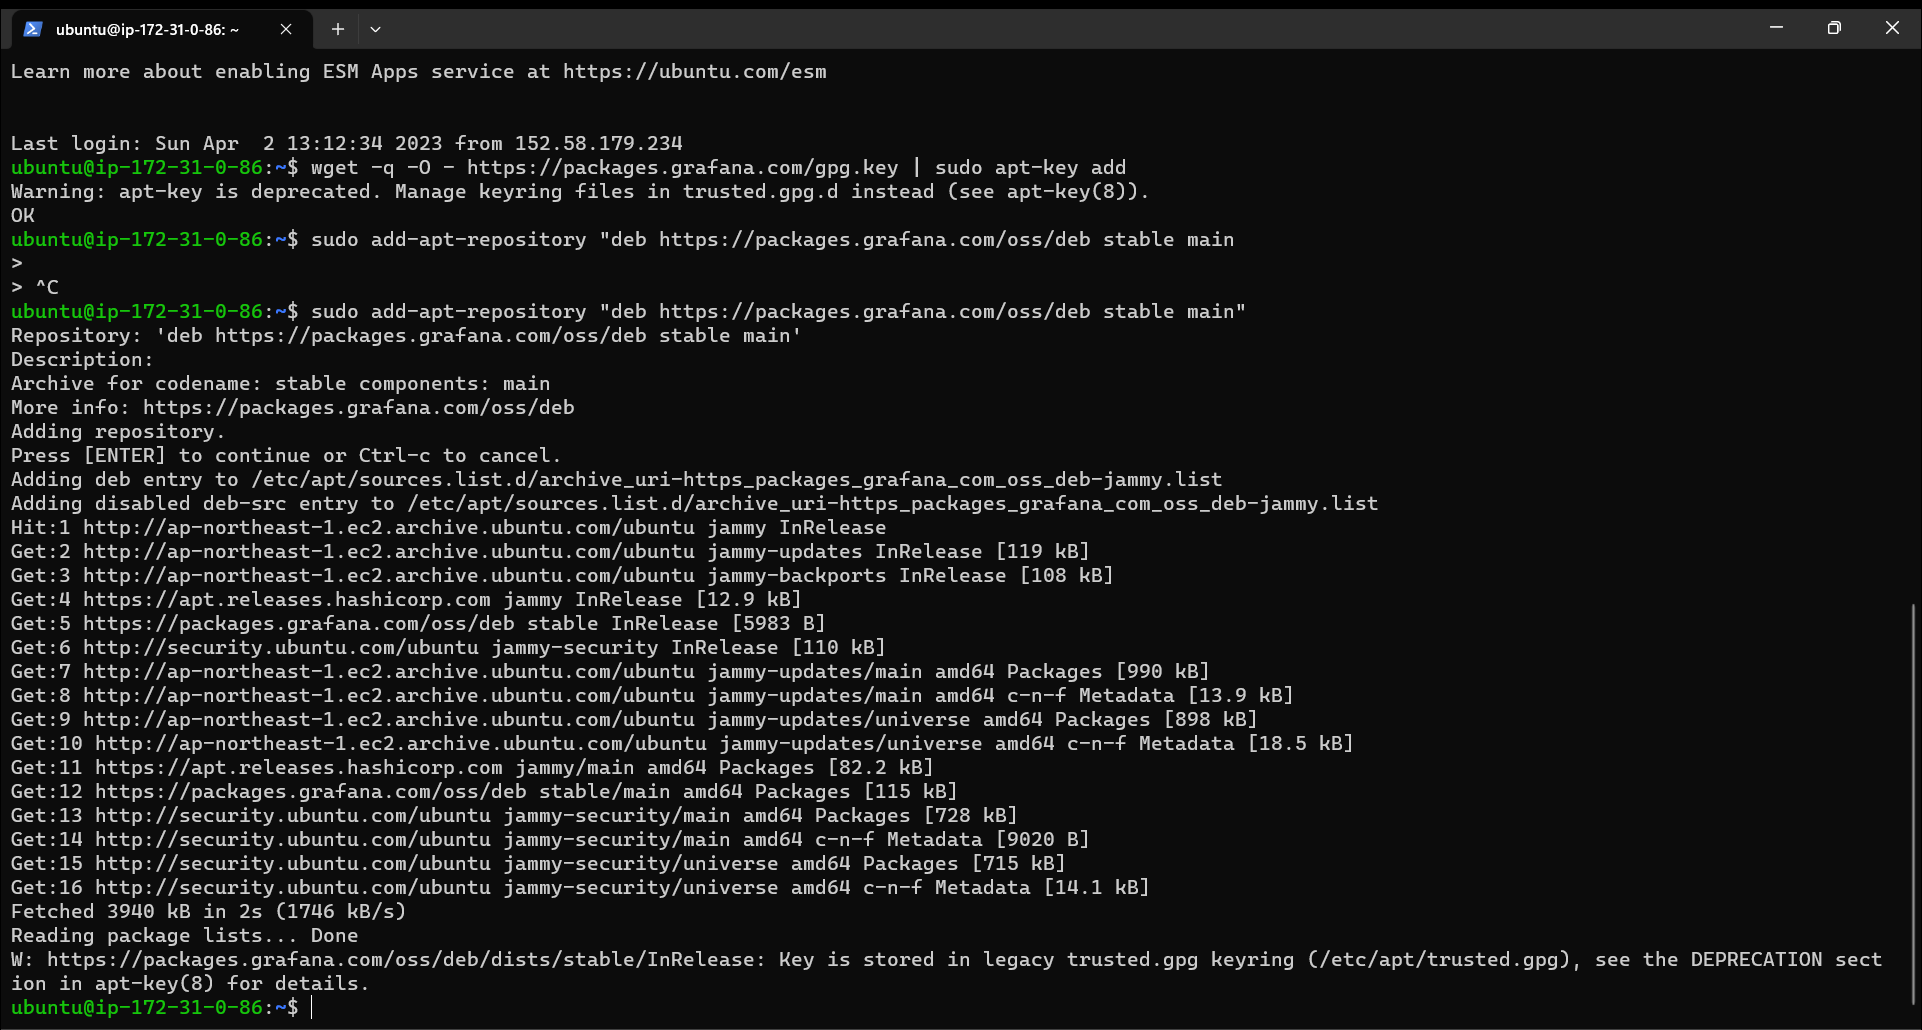 ubuntu@ip-172-31-0-86: ~
Learn more about enabling ESM Apps service at https://ubuntu.com/esm
Last login: Sun Apr  2 13:12:34 2023 from 152.58.179.234
ubuntu@ip-172-31-0-86:~$ wget -q -O - https://packages.grafana.com/gpg.key | sudo apt-key add
Warning: apt-key is deprecated. Manage keyring files in trusted.gpg.d instead (see apt-key(8)).
OK
ubuntu@ip-172-31-0-86:~$ sudo add-apt-repository "deb https://packages.grafana.com/oss/deb stable main
>
> ^C
ubuntu@ip-172-31-0-86:~$ sudo add-apt-repository "deb https://packages.grafana.com/oss/deb stable main"
Repository: 'deb https://packages.grafana.com/oss/deb stable main'
Description:
Archive for codename: stable components: main
More info: https://packages.grafana.com/oss/deb
Adding repository.
Press [ENTER] to continue or Ctrl-c to cancel.
Adding deb entry to /etc/apt/sources.list.d/archive_uri-https_packages_grafana_com_oss_deb-jammy.list
Adding disabled deb-src entry to /etc/apt/sources.list.d/archive_uri-https_packages_grafana_com_oss_deb-jammy.list
Hit:1 http://ap-northeast-1.ec2.archive.ubuntu.com/ubuntu jammy InRelease
Get:2 http://ap-northeast-1.ec2.archive.ubuntu.com/ubuntu jammy-updates InRelease [119 kB]
Get:3 http://ap-northeast-1.ec2.archive.ubuntu.com/ubuntu jammy-backports InRelease [108 kB]
Get:4 https://apt.releases.hashicorp.com jammy InRelease [12.9 kB]
Get:5 https://packages.grafana.com/oss/deb stable InRelease [5983 B]
Get:6 http://security.ubuntu.com/ubuntu jammy-security InRelease [110 kB]
Get:7 http://ap-northeast-1.ec2.archive.ubuntu.com/ubuntu jammy-updates/main amd64 Packages [990 kB]
Get:8 http://ap-northeast-1.ec2.archive.ubuntu.com/ubuntu jammy-updates/main amd64 c-n-f Metadata [13.9 kB]
Get:9 http://ap-northeast-1.ec2.archive.ubuntu.com/ubuntu jammy-updates/universe amd64 Packages [898 kB]
Get:10 http://ap-northeast-1.ec2.archive.ubuntu.com/ubuntu jammy-updates/universe amd64 c-n-f Metadata [18.5 kB]
Get:11 https://apt.releases.hashicorp.com jammy/main amd64 Packages [82.2 kB]
Get:12 https://packages.grafana.com/oss/deb stable/main amd64 Packages [115 kB]
Get:13 http://security.ubuntu.com/ubuntu jammy-security/main amd64 Packages [728 kB]
Get:14 http://security.ubuntu.com/ubuntu jammy-security/main amd64 c-n-f Metadata [9020 B]
Get:15 http://security.ubuntu.com/ubuntu jammy-security/universe amd64 Packages [715 kB]
Get:16 http://security.ubuntu.com/ubuntu jammy-security/universe amd64 c-n-f Metadata [14.1 kB]
Fetched 3940 kB in 2s (1746 kB/s)
Reading package lists... Done
W: https://packages.grafana.com/oss/deb/dists/stable/InRelease: Key is stored in legacy trusted.gpg keyring (/etc/apt/trusted.gpg), see the DEPRECATION sect
ion in apt-key(8) for details.
ubuntu@ip-172-31-0-86:~$